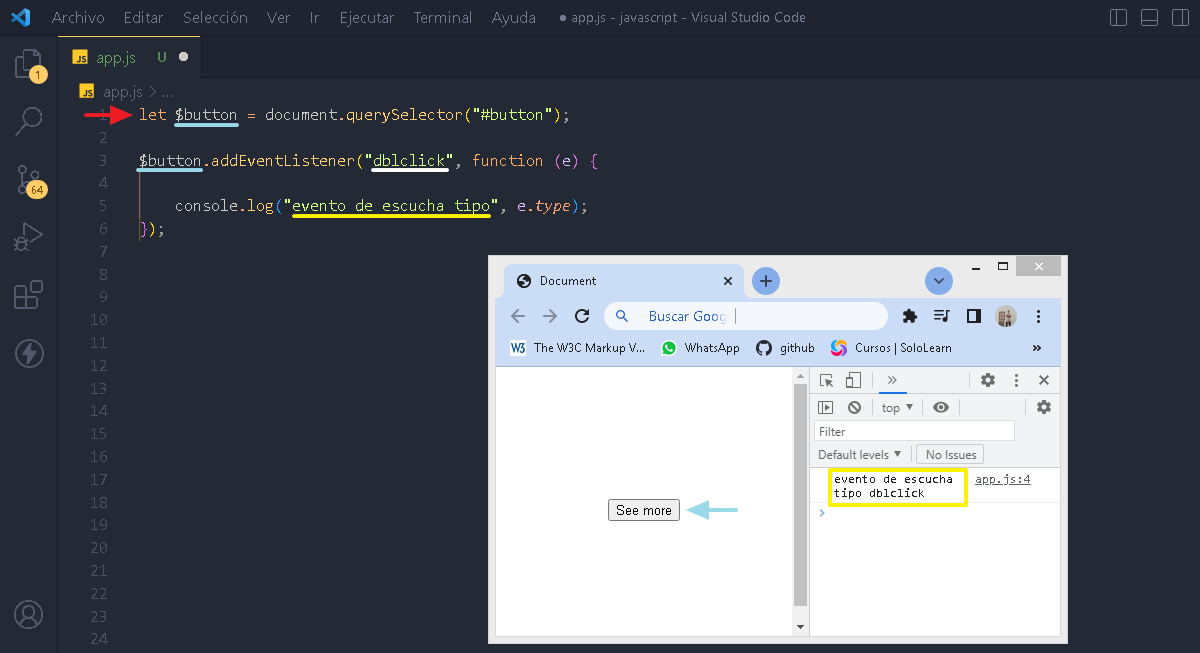 Archivo Editar Selección Ver Ir Ejecutar Terminal Ayuda ● app.js - javascript - Visual Studio Code
JS app.js U
1
JS app.js > ...
1 let $button = document.querySelector("#button");
2
3 $button.addEventListener("dblclick", function (e) {
4
64
5 console.log("evento de escucha tipo", e.type);
6 });
7
8
9
10
11
12
13
14
15
16
17
18
19
20
21
22
23
24
Document
Buscar Goog
W3 The W3C Markup V... WhatsApp github Cursos | SoloLearn »
»
top ▼
Filter
Default levels ▼ No Issues
evento de escucha app.js:4
tipo dblclick
See more